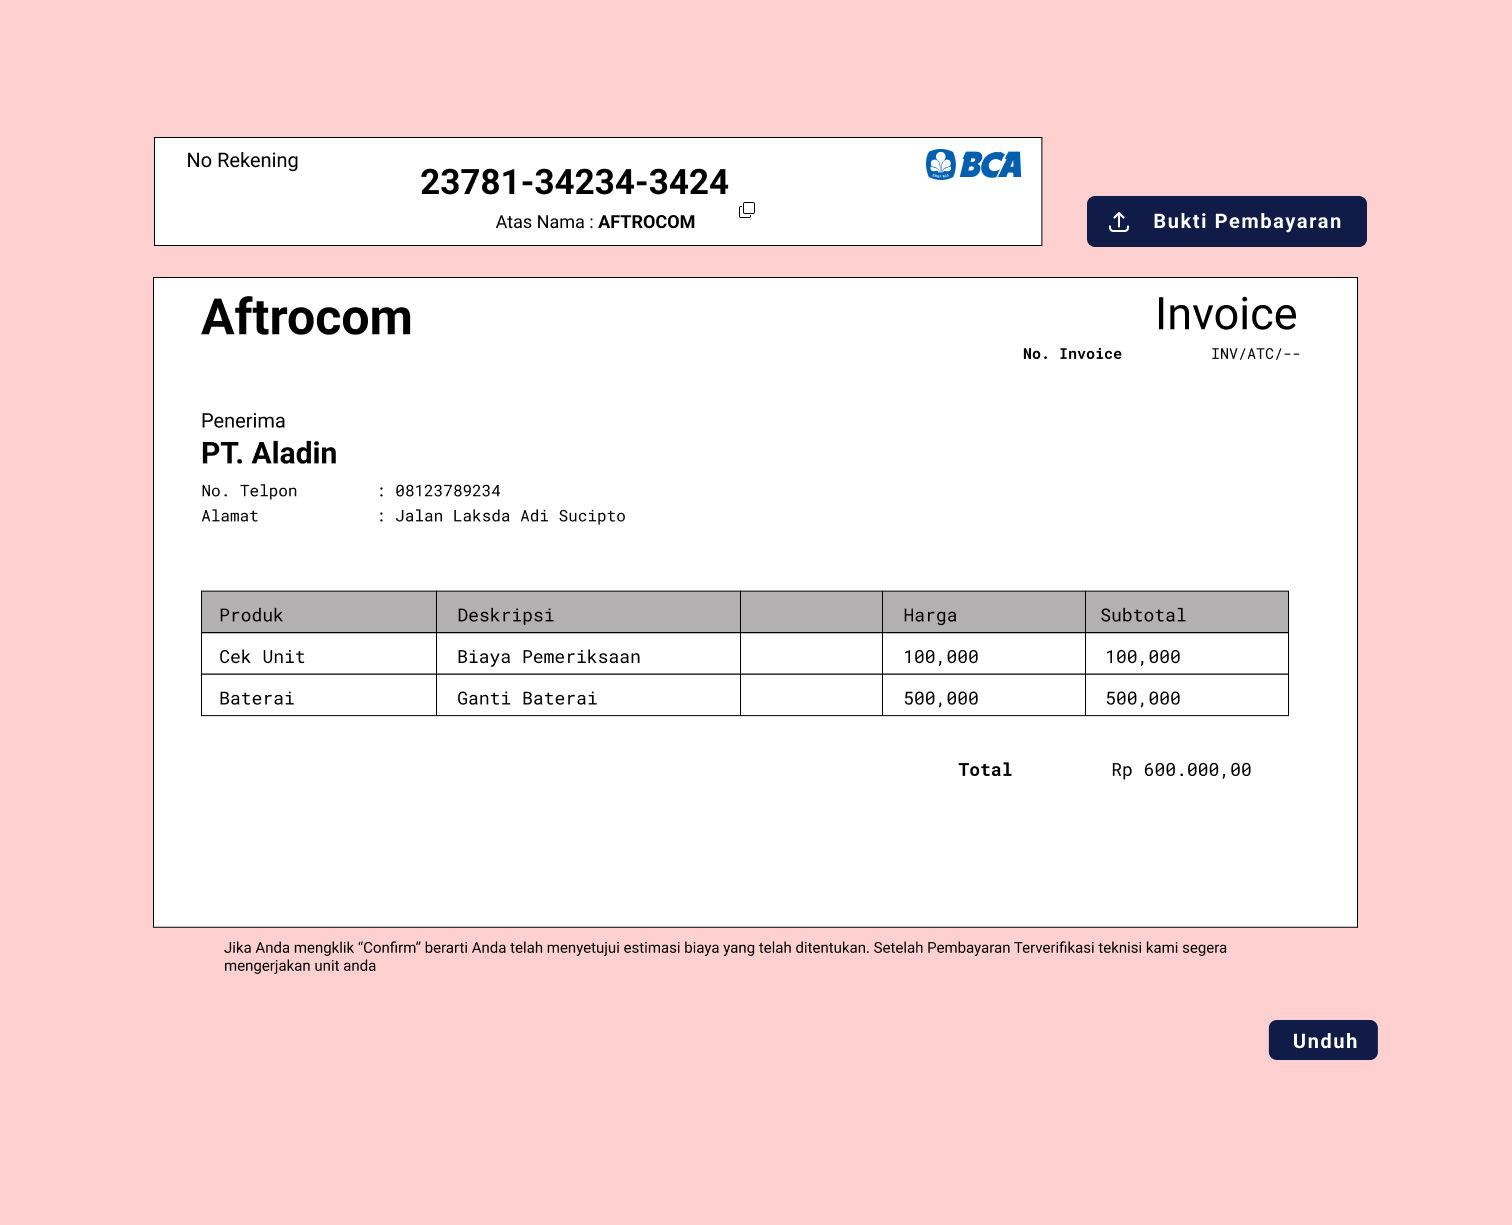 No Rekening
23781-34234-3424
Atas Nama : AFTROCOM
BCA
Bukti Pembayaran
Aftrocom
Invoice
No. Invoice INV/ATC/--
Penerima
PT. Aladin
No. Telpon : 08123789234
Alamat : Jalan Laksda Adi Sucipto
Produk Deskripsi Harga Subtotal
Cek Unit Biaya Pemeriksaan 100,000 100,000
Baterai Ganti Baterai 500,000 500,000
Total Rp 600.000,00
Jika Anda mengklik “Confirm” berarti Anda telah menyetujui estimasi biaya yang telah ditentukan. Setelah Pembayaran Terverifikasi teknisi kami segera
mengerjakan unit anda
Unduh